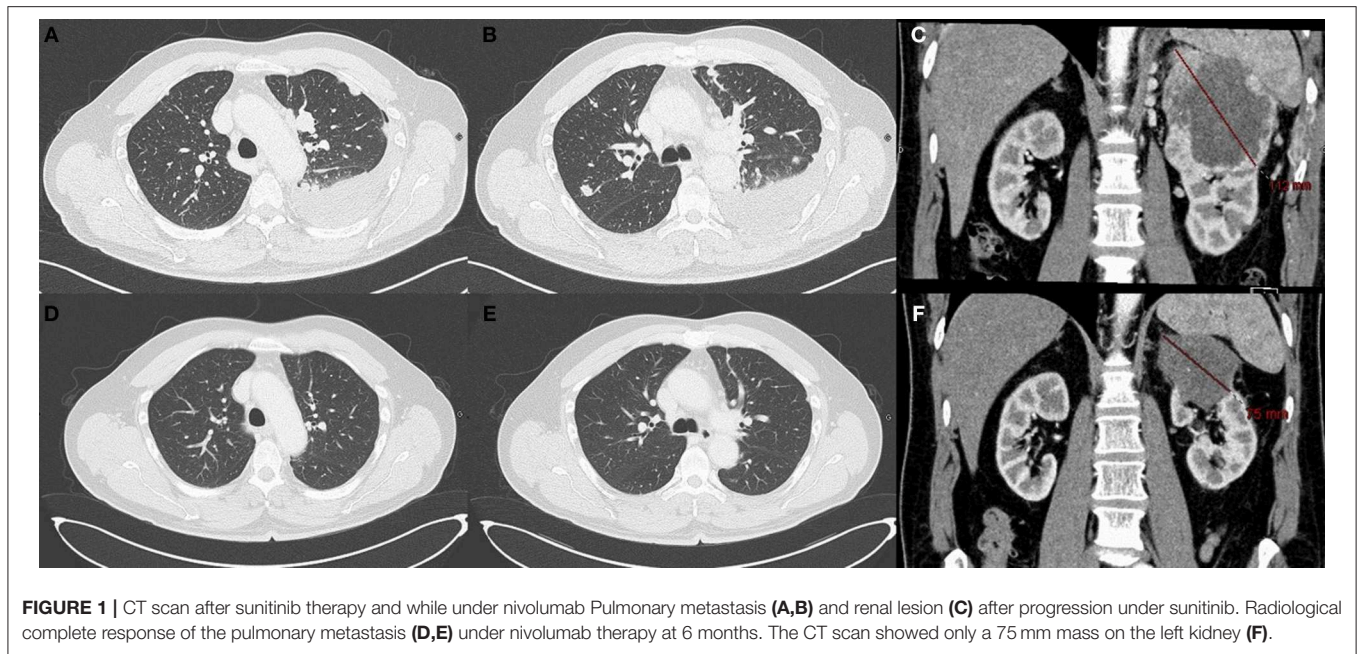 A
B
C
112 mm
D
E
F
75 mm
FIGURE 1 | CT scan after sunitinib therapy and while under nivolumab Pulmonary metastasis (A,B) and renal lesion (C) after progression under sunitinib. Radiological
complete response of the pulmonary metastasis (D,E) under nivolumab therapy at 6 months. The CT scan showed only a 75 mm mass on the left kidney (F).